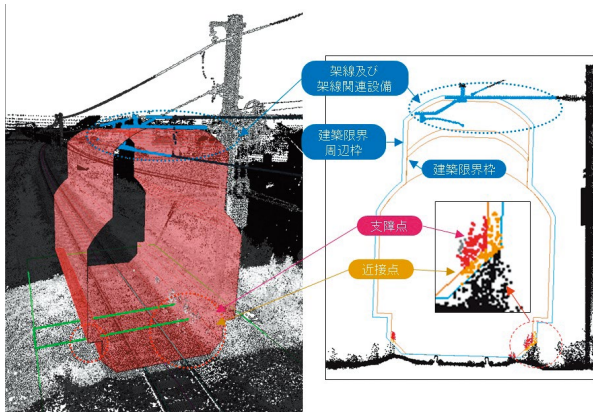 架線及び
架線関連設備
建築限界
周辺枠
建築限界枠
支障点
近接点